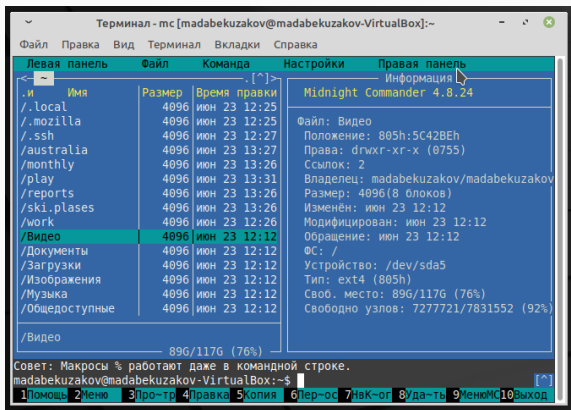 Терминал - mc [madabekuzakov@madabekuzakov-VirtualBox]:~
Файл Правка Вид Терминал Вкладки Справка
Левая панель Файл Команда Настройки Правая панель
<- ~ .[^]>
.и Имя Размер Время правки
/.local 4096 июн 23 12:25
/.mozilla 4096 июн 23 12:25
/.ssh 4096 июн 23 12:27
/australia 4096 июн 23 13:27
/monthly 4096 июн 23 13:26
/play 4096 июн 23 13:31
/reports 4096 июн 23 13:26
/ski.plases 4096 июн 23 13:26
/work 4096 июн 23 12:26
/Видео 4096 июн 23 12:12
/Документы 4096 июн 23 12:12
/Загрузки 4096 июн 23 12:12
/Изображения 4096 июн 23 12:12
/Музыка 4096 июн 23 12:12
/Общедоступные 4096 июн 23 12:12
/Видео
89G/117G (76%)
Информация
Midnight Commander 4.8.24
Файл: Видео
Положение: 805h:5C42BEh
Права: drwxr-xr-x (0755)
Ссылок: 2
Владелец: madabekuzakov/madabekuzakov
Размер: 4096(8 блоков)
Изменён: июн 23 12:12
Модифицирован: июн 23 12:12
Обращение: июн 23 12:12
ФС: /
Устройство: /dev/sda5
Тип: ext4 (805h)
Своб. место: 89G/117G (76%)
Свободно узлов: 7277721/7831552 (92%)
Совет: Макросы % работают даже в командной строке.
madabekuzakov@madabekuzakov-VirtualBox:~$ [^]
1Помощь 2Меню 3Про~тр 4Правка 5Копия 6Пер~ос 7НвК~ог 8Уда~ть 9МенюMC 10Выход